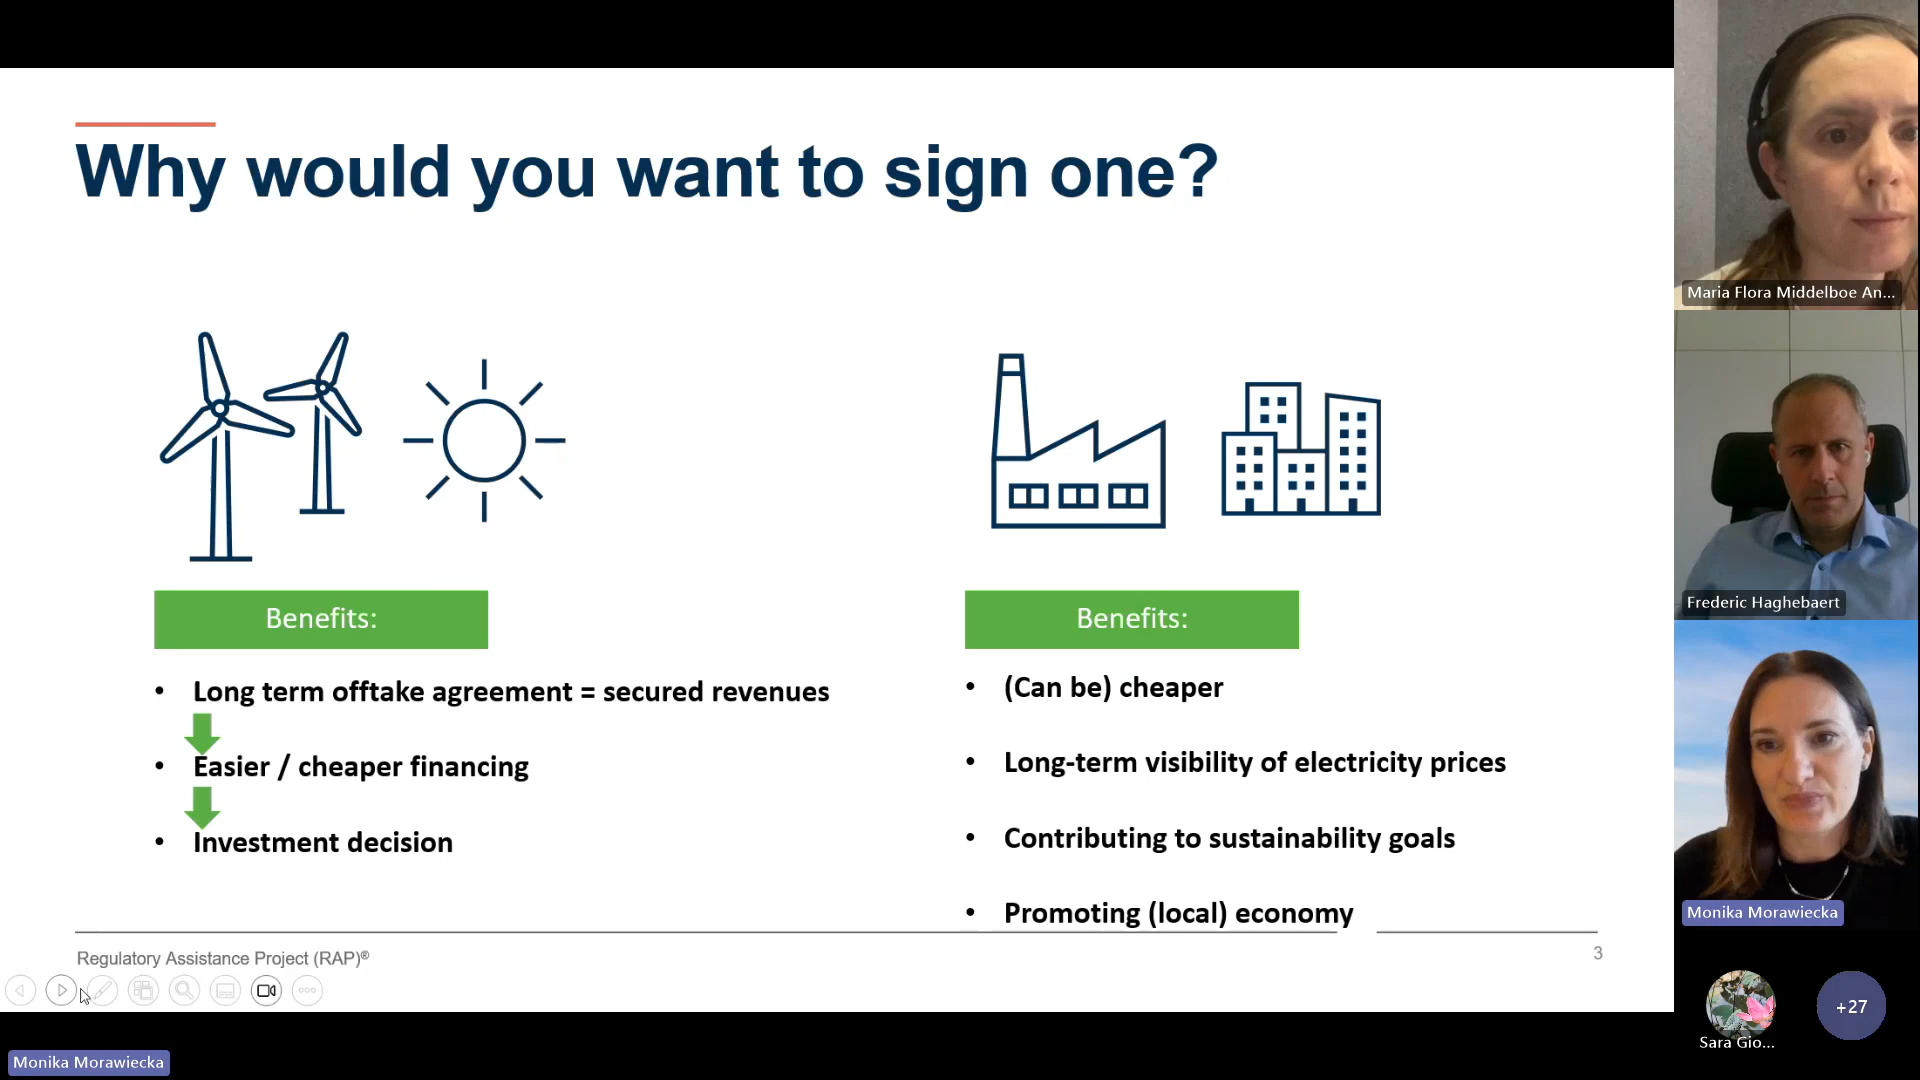 Why would you want to sign one?
Benefits:
• Long term offtake agreement = secured revenues
• Easier / cheaper financing
• Investment decision
Benefits:
• (Can be) cheaper
• Long-term visibility of electricity prices
• Contributing to sustainability goals
• Promoting (local) economy
Regulatory Assistance Project (RAP)®
3
Monika Morawiecka
Maria Flora Middelboe An...
Frederic Haghebaert
Monika Morawiecka
Sara Gio...
+27